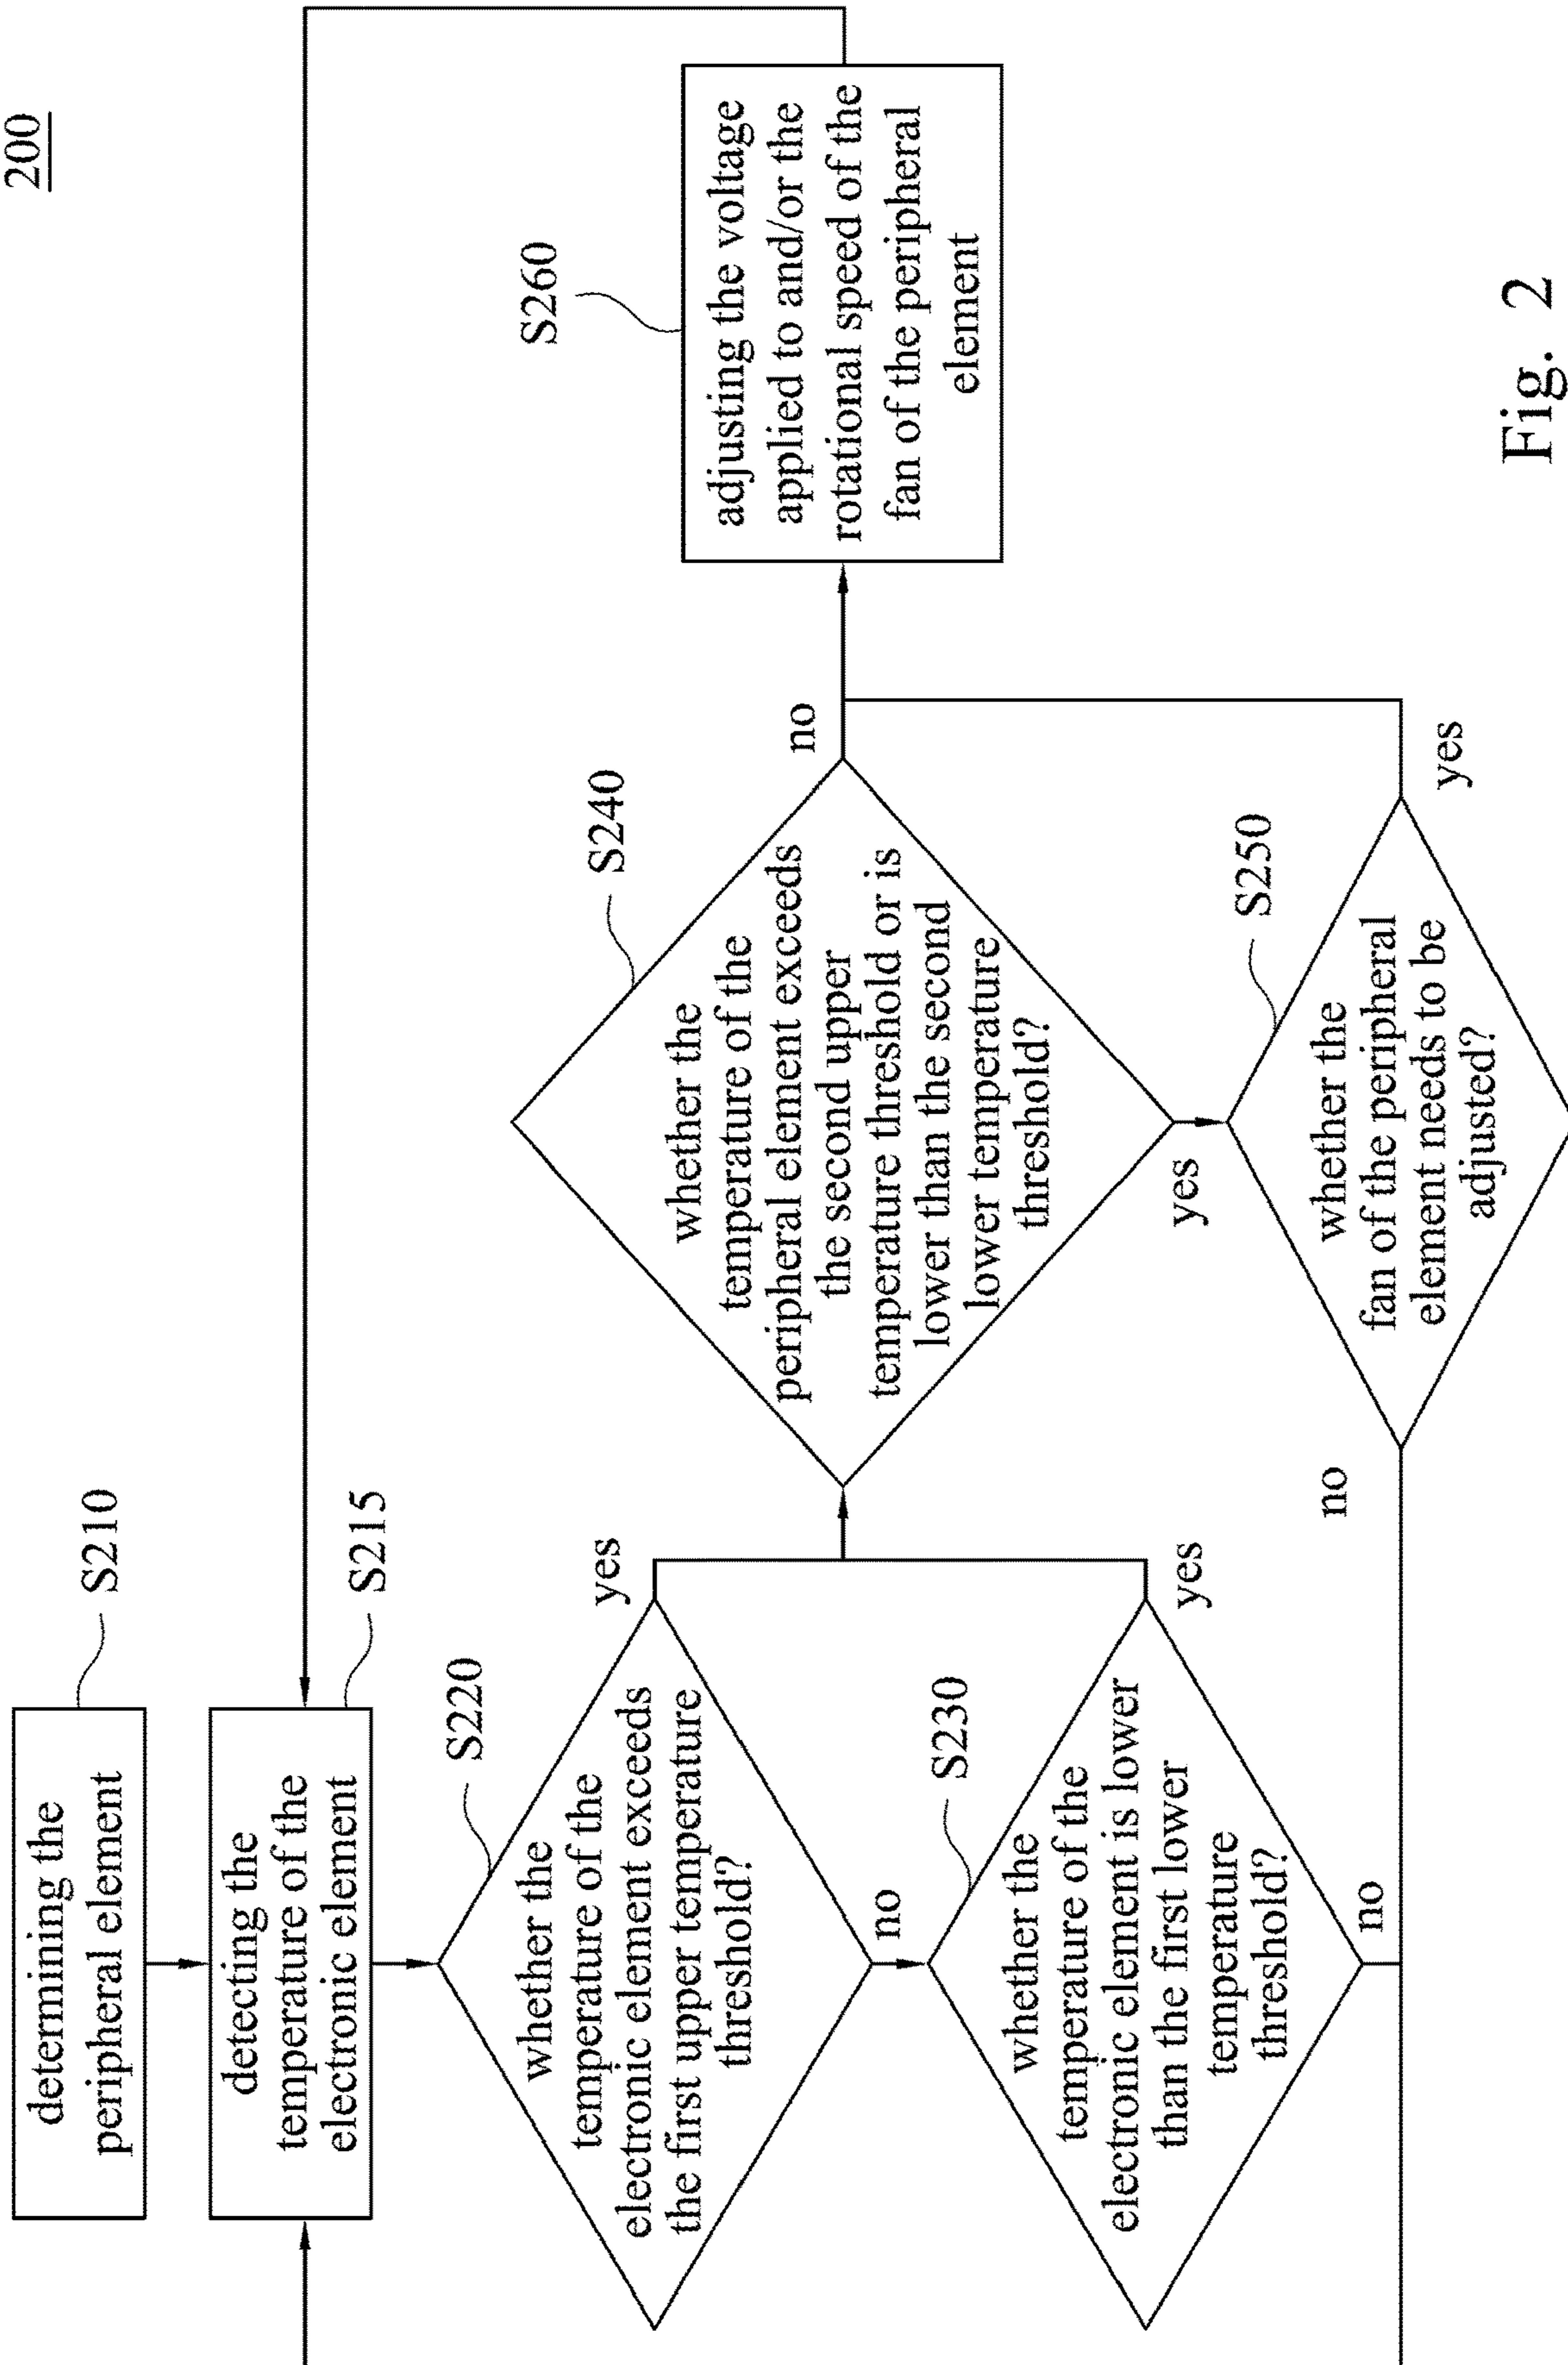 200
determining the
peripheral element
S210
detecting the
temperature of the
electronic element
S215
whether the
temperature of the
electronic element exceeds
the first upper temperature
threshold?
S220
yes
no
whether the
temperature of the
electronic element is lower
than the first lower
temperature
threshold?
S230
yes
no
whether the
temperature of the
peripheral element exceeds
the second upper
temperature threshold or is
lower than the second
lower temperature
threshold?
S240
no
yes
whether the
fan of the peripheral
element needs to be
adjusted?
S250
yes
no
adjusting the voltage
applied to and/or the
rotational speed of the
fan of the peripheral
element
S260
Fig. 2